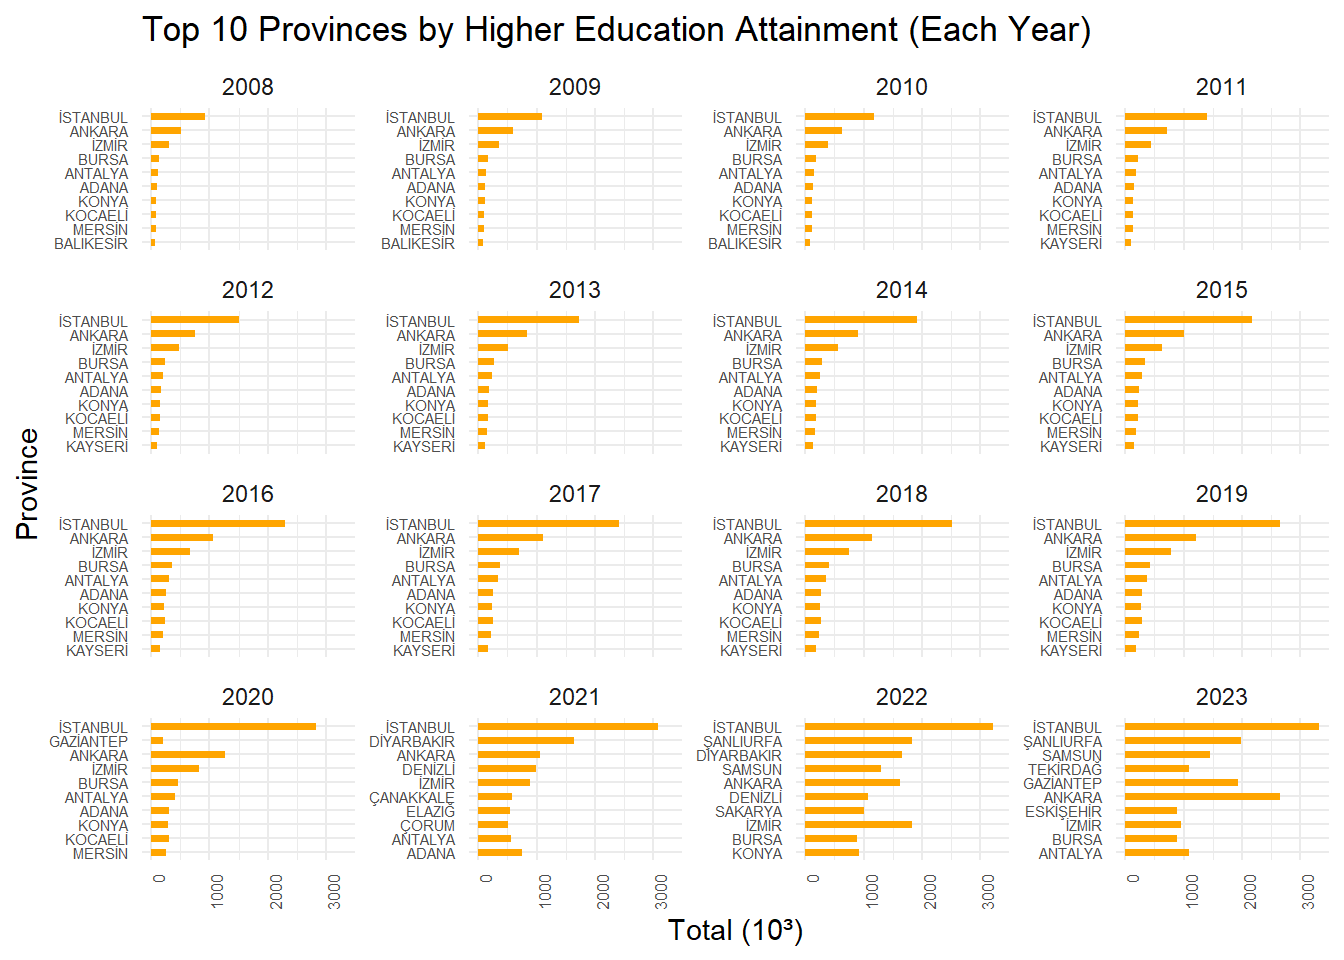 Top 10 Provinces by Higher Education Attainment (Each Year)
2008
İSTANBUL
ANKARA
İZMİR
BURSA
ANTALYA
ADANA
KONYA
KOCAELİ
MERSİN
BALIKESİR
2009
İSTANBUL
ANKARA
İZMİR
BURSA
ANTALYA
ADANA
KONYA
KOCAELİ
MERSİN
BALIKESİR
2010
İSTANBUL
ANKARA
İZMİR
BURSA
ANTALYA
ADANA
KONYA
KOCAELİ
MERSİN
BALIKESİR
2011
İSTANBUL
ANKARA
İZMİR
BURSA
ANTALYA
ADANA
KONYA
KOCAELİ
MERSİN
KAYSERİ
2012
İSTANBUL
ANKARA
İZMİR
BURSA
ANTALYA
ADANA
KONYA
KOCAELİ
MERSİN
KAYSERİ
2013
İSTANBUL
ANKARA
İZMİR
BURSA
ANTALYA
ADANA
KONYA
KOCAELİ
MERSİN
KAYSERİ
2014
İSTANBUL
ANKARA
İZMİR
BURSA
ANTALYA
ADANA
KONYA
KOCAELİ
MERSİN
KAYSERİ
2015
İSTANBUL
ANKARA
İZMİR
BURSA
ANTALYA
ADANA
KONYA
KOCAELİ
MERSİN
KAYSERİ
Province
2016
İSTANBUL
ANKARA
İZMİR
BURSA
ANTALYA
ADANA
KONYA
KOCAELİ
MERSİN
KAYSERİ
2017
İSTANBUL
ANKARA
İZMİR
BURSA
ANTALYA
ADANA
KONYA
KOCAELİ
MERSİN
KAYSERİ
2018
İSTANBUL
ANKARA
İZMİR
BURSA
ANTALYA
ADANA
KONYA
KOCAELİ
MERSİN
KAYSERİ
2019
İSTANBUL
ANKARA
İZMİR
BURSA
ANTALYA
ADANA
KONYA
KOCAELİ
MERSİN
KAYSERİ
2020
İSTANBUL
GAZİANTEP
ANKARA
İZMİR
BURSA
ANTALYA
ADANA
KONYA
KOCAELİ
MERSİN
0 1000 2000 3000
2021
İSTANBUL
DİYARBAKIR
ANKARA
DENİZLİ
İZMİR
ÇANAKKALE
ELAZIĞ
ÇORUM
ANTALYA
ADANA
0 1000 2000 3000
2022
İSTANBUL
ŞANLIURFA
DİYARBAKIR
SAMSUN
ANKARA
DENİZLİ
SAKARYA
İZMİR
BURSA
KONYA
0 1000 2000 3000
2023
İSTANBUL
ŞANLIURFA
SAMSUN
TEKİRDAĞ
GAZİANTEP
ANKARA
ESKİŞEHİR
İZMİR
BURSA
ANTALYA
0 1000 2000 3000
Total (10³)